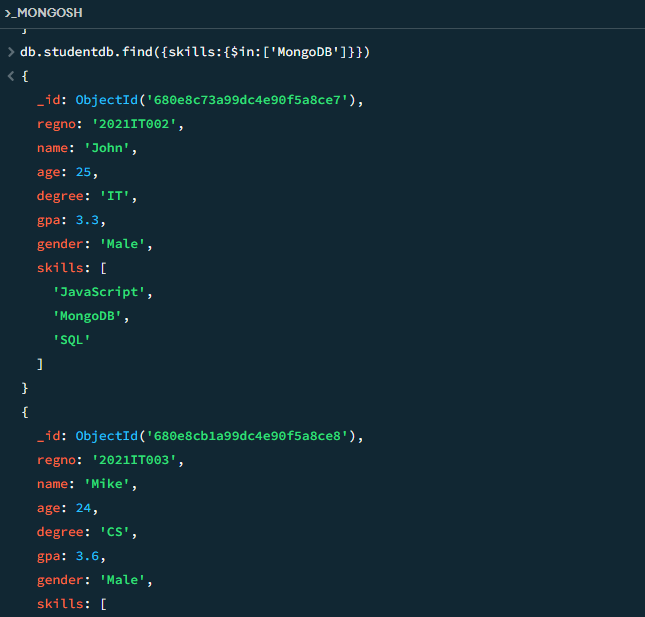 >_MONGOSH
}
> db.studentdb.find({skills:{$in:['MongoDB']}})
< {
_id: ObjectId('680e8c73a99dc4e90f5a8ce7'),
regno: '2021IT002',
name: 'John',
age: 25,
degree: 'IT',
gpa: 3.3,
gender: 'Male',
skills: [
'JavaScript',
'MongoDB',
'SQL'
]
}
{
_id: ObjectId('680e8cb1a99dc4e90f5a8ce8'),
regno: '2021IT003',
name: 'Mike',
age: 24,
degree: 'CS',
gpa: 3.6,
gender: 'Male',
skills: [